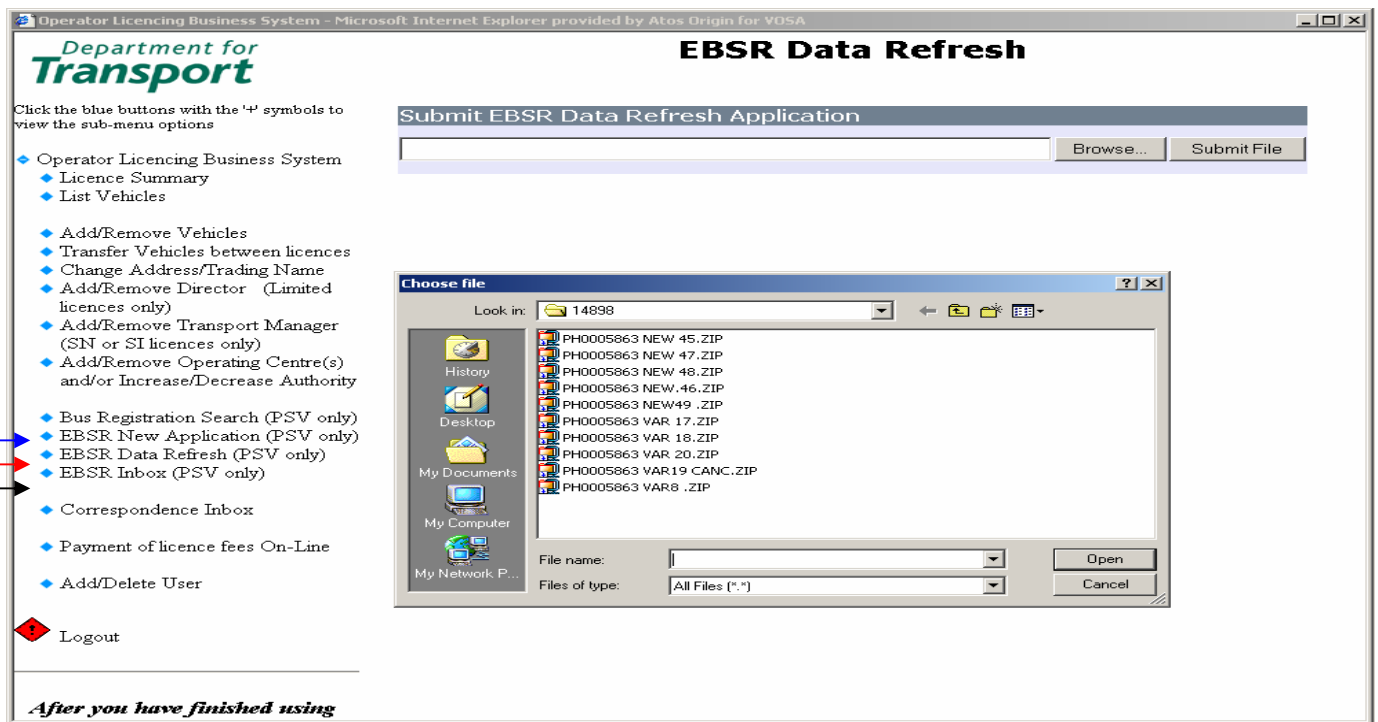 Operator Licencing Business System - Microsoft Internet Explorer provided by Atos Origin for VOSA
Department for
Transport
EBSR Data Refresh
Click the blue buttons with the '+' symbols to
view the sub-menu options
Operator Licencing Business System
Licence Summary
List Vehicles
Add/Remove Vehicles
Transfer Vehicles between licences
Change Address/Trading Name
Add/Remove Director (Limited
licences only)
Add/Remove Transport Manager
(SN or SI licences only)
Add/Remove Operating Centre(s)
and/or Increase/Decrease Authority
Bus Registration Search (PSV only)
EBSR New Application (PSV only)
EBSR Data Refresh (PSV only)
EBSR Inbox (PSV only)
Correspondence Inbox
Payment of licence fees On-Line
Add/Delete User
Logout
After you have finished using
Submit EBSR Data Refresh Application
Browse... Submit File
Choose file
Look in: 14898
History
Desktop
My Documents
My Computer
My Network P...
PH0005863 NEW 45.ZIP
PH0005863 NEW 47.ZIP
PH0005863 NEW 48.ZIP
PH0005863 NEW.46.ZIP
PH0005863 NEW49 .ZIP
PH0005863 VAR 17.ZIP
PH0005863 VAR 18.ZIP
PH0005863 VAR 20.ZIP
PH0005863 VAR19 CANC.ZIP
PH0005863 VAR8 .ZIP
File name: Open
Files of type: All Files (*.*) Cancel